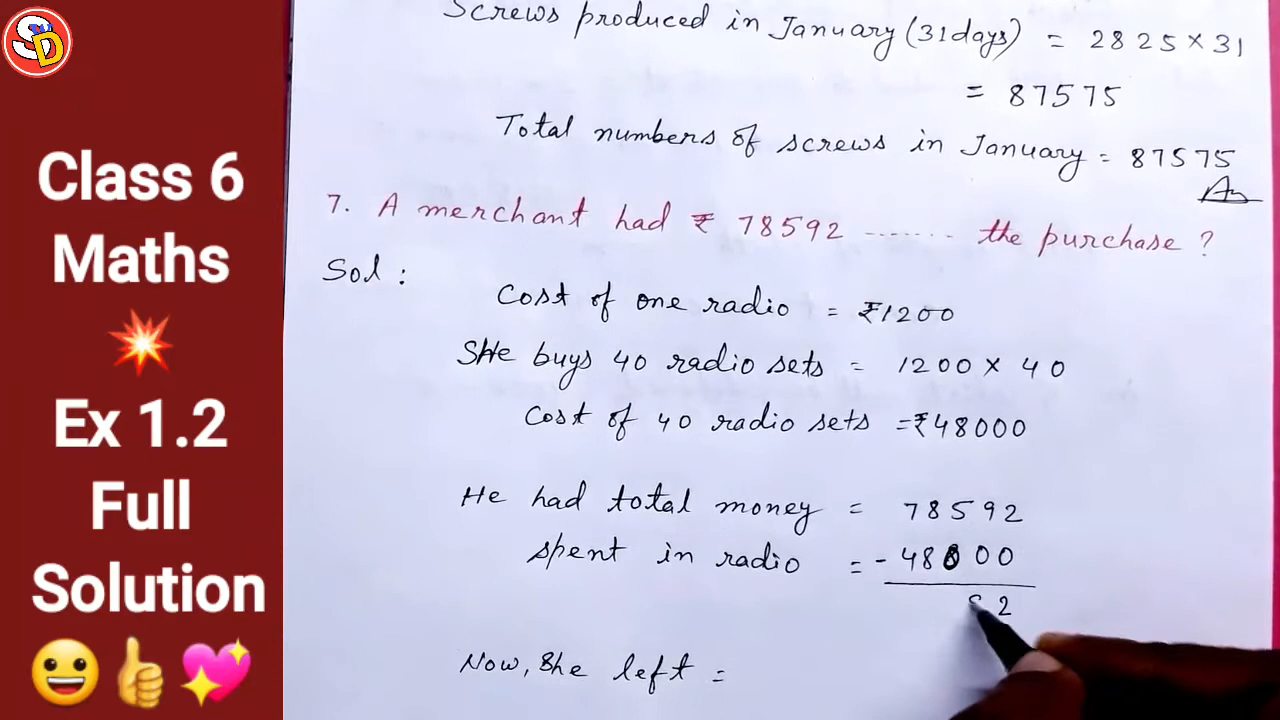 SD
Class 6
Maths
💥
Ex 1.2
Full
Solution
😀👍💖
Screws produced in January (31days) = 2825 × 31
= 87575
Total numbers of screws in January = 87575
Ans
7. A merchant had ₹ 78592 ....... the purchase ?
Sol :
Cost of one radio = ₹1200
She buys 40 radio sets = 1200 × 40
Cost of 40 radio sets = ₹48000
He had total money = 78592
spent in radio = - 48000
2
Now, She left =